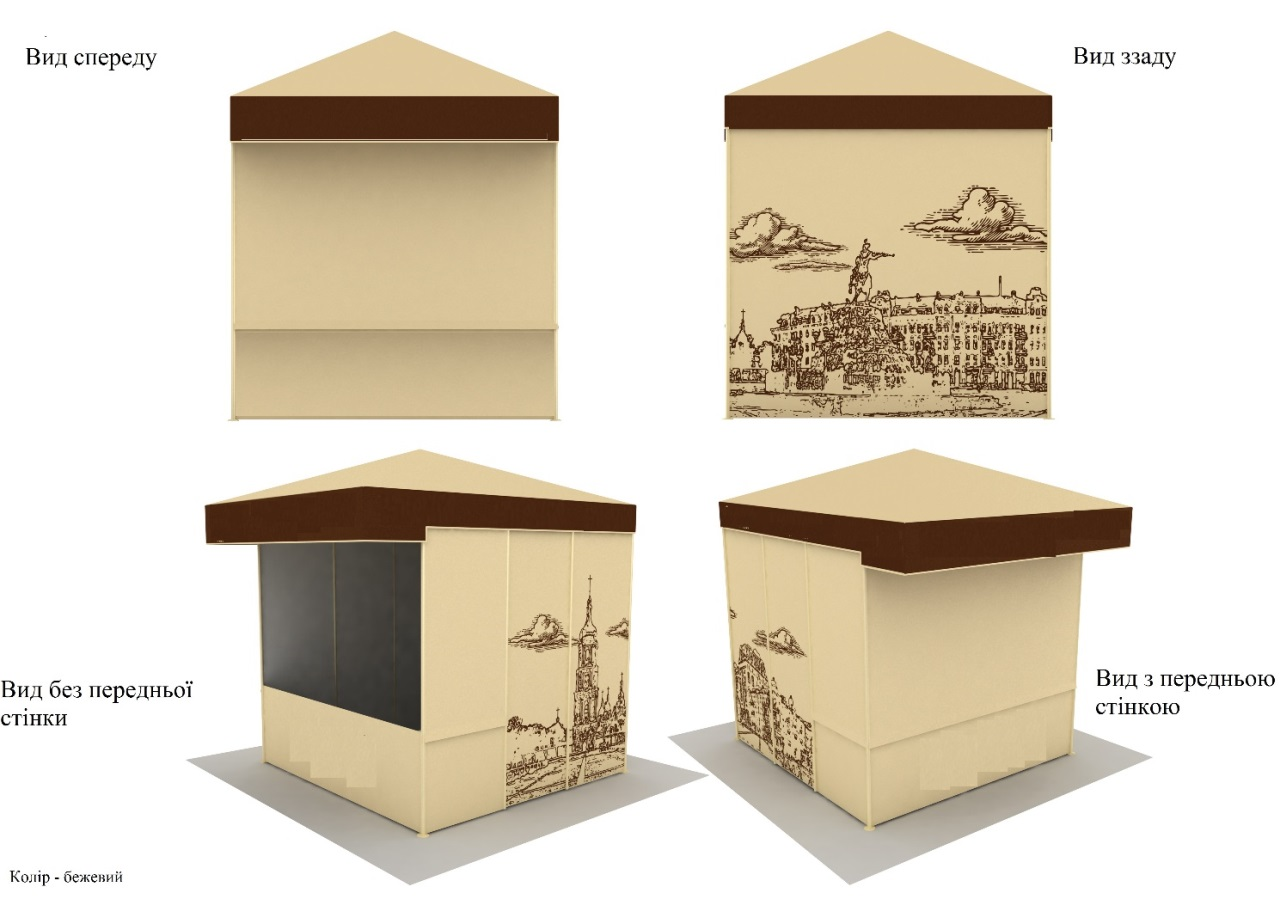 Вид спереду
Вид ззаду
Вид без передньої
стінки
Вид з передньою
стінкою
Колір - бежевий